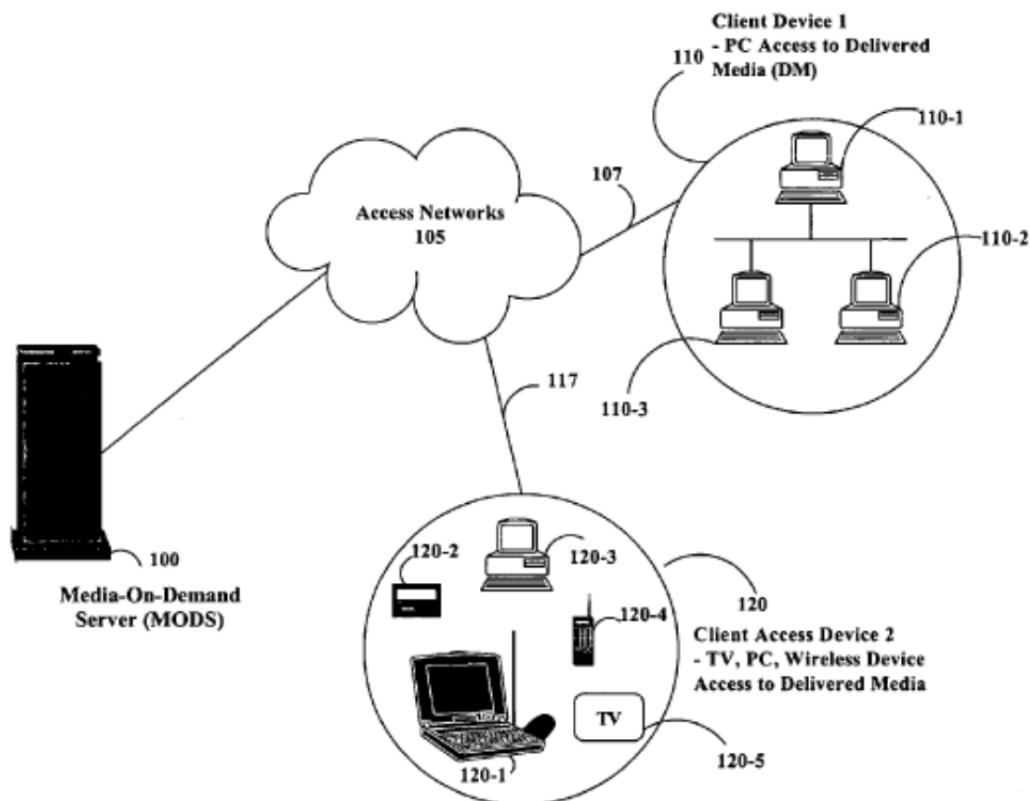 Client Device 1
- PC Access to Delivered
Media (DM)
110
110-1
107
Access Networks
105
110-2
117
110-3
100
Media-On-Demand
Server (MODS)
120-2
120-3
120-4
120
Client Access Device 2
- TV, PC, Wireless Device
Access to Delivered Media
TV
120-5
120-1